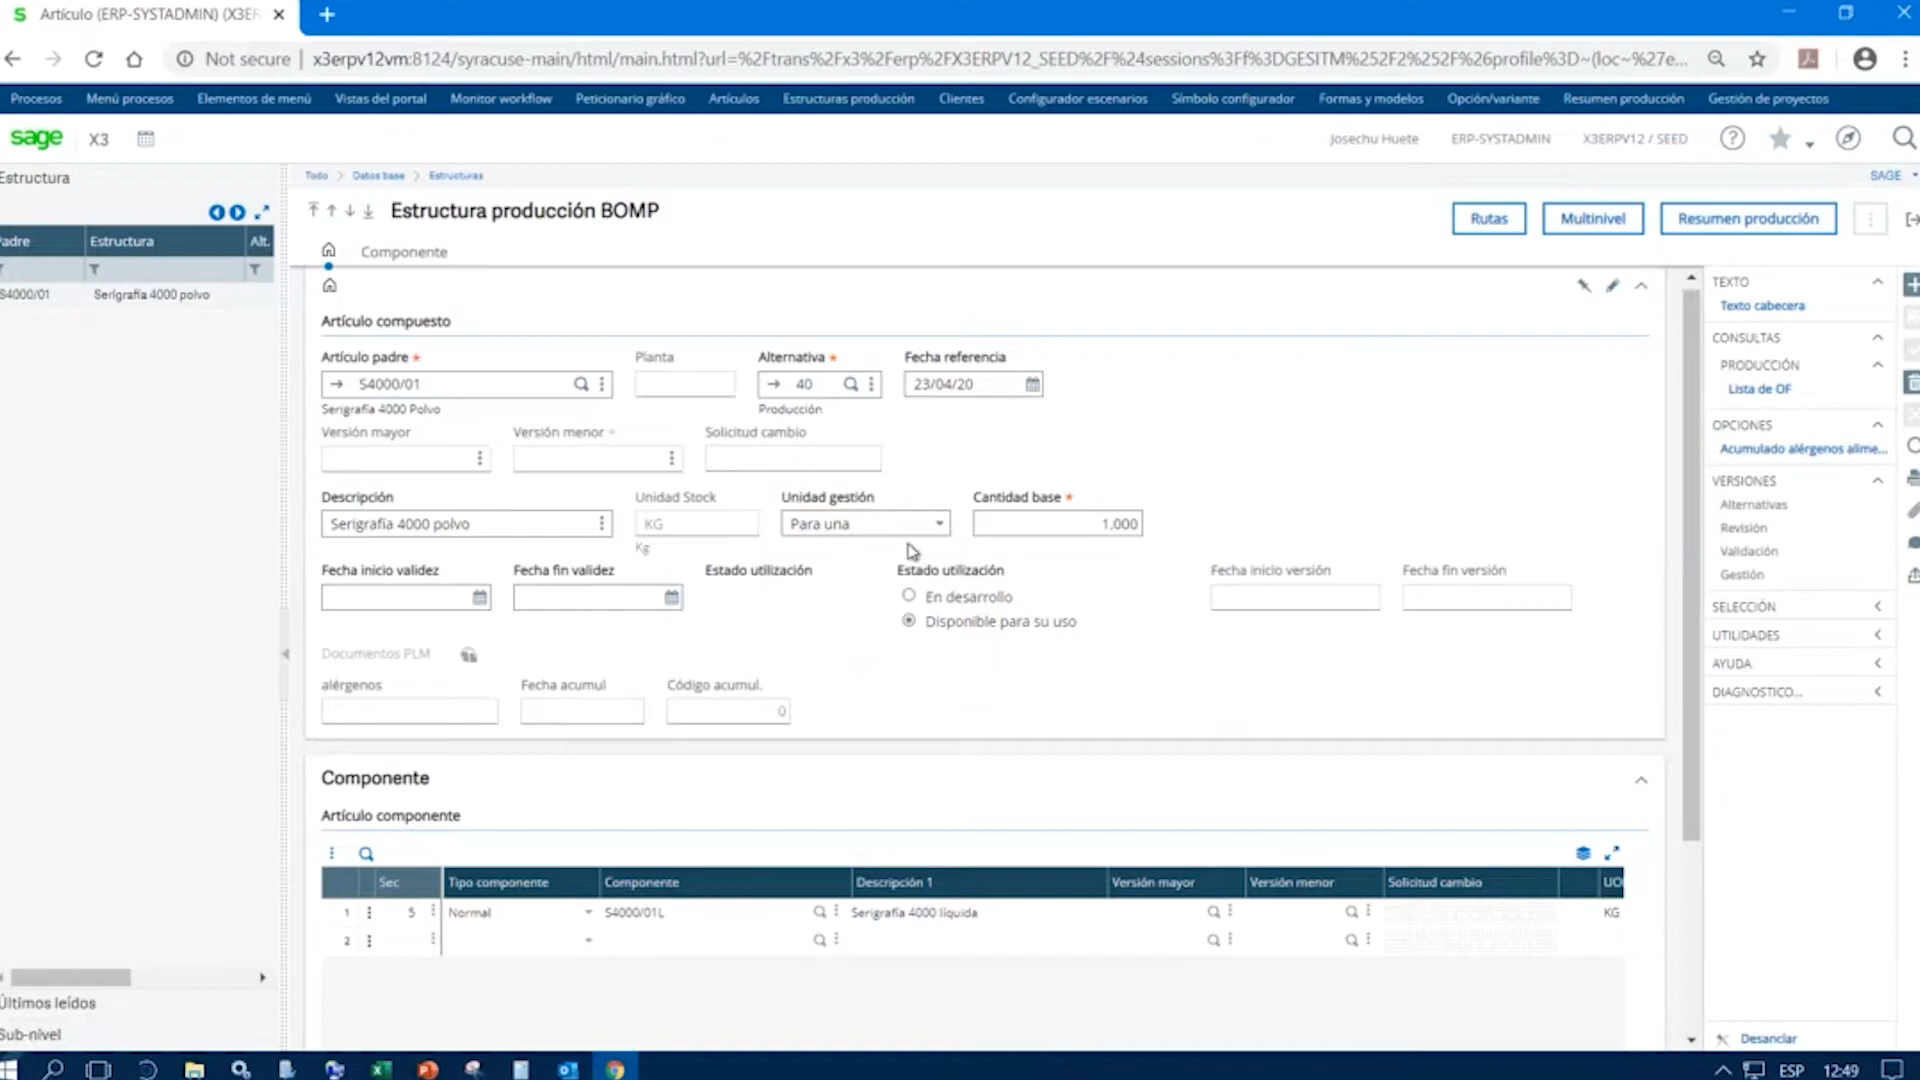 Artículo (ERP-SYSTADMIN) (X3ER
Not secure | x3erpv12vm:8124/syracuse-main/html/main.html?url=%2Ftrans%2Fx3%2Ferp%2FX3ERPV12_SEED%2F%24sessions%3Ff%3DGESITM%252F2%252F%26profile%3D~(loc~%27e...
Procesos Menú procesos Elementos de menú Vistas del portal Monitor workflow Peticionario gráfico Artículos Estructuras producción Clientes Configurador escenarios Símbolo configurador Formas y modelos Opción/variante Resumen producción Gestión de proyectos
sage X3 Josechu Huete ERP-SYSTADMIN X3ERPV12 / SEED
Estructura
Todo > Datos base > Estructuras
SAGE
Estructura producción BOMP
Rutas Multinivel Resumen producción
adre Estructura Alt.
S4000/01 Serigrafía 4000 polvo
Componente
Artículo compuesto
Artículo padre * Planta Alternativa * Fecha referencia
S4000/01 40 23/04/20
Serigrafía 4000 Polvo Producción
Versión mayor Versión menor Solicitud cambio
Descripción Unidad Stock Unidad gestión Cantidad base *
Serigrafía 4000 polvo KG Para una 1,000
Kg
Fecha inicio validez Fecha fin validez Estado utilización Estado utilización Fecha inicio versión Fecha fin versión
En desarrollo
Disponible para su uso
Documentos PLM
alérgenos Fecha acumul Código acumul.
0
Componente
Artículo componente
Sec Tipo componente Componente Descripción 1 Versión mayor Versión menor Solicitud cambio UO
1 5 Normal S4000/01L Serigrafía 4000 líquida KG
2
TEXTO
Texto cabecera
CONSULTAS
PRODUCCIÓN
Lista de OF
OPCIONES
Acumulado alérgenos alime...
VERSIONES
Alternativas
Revisión
Validación
Gestión
SELECCIÓN
UTILIDADES
AYUDA
DIAGNOSTICO...
Desanclar
Últimos leídos
Sub-nivel
ESP 12:49